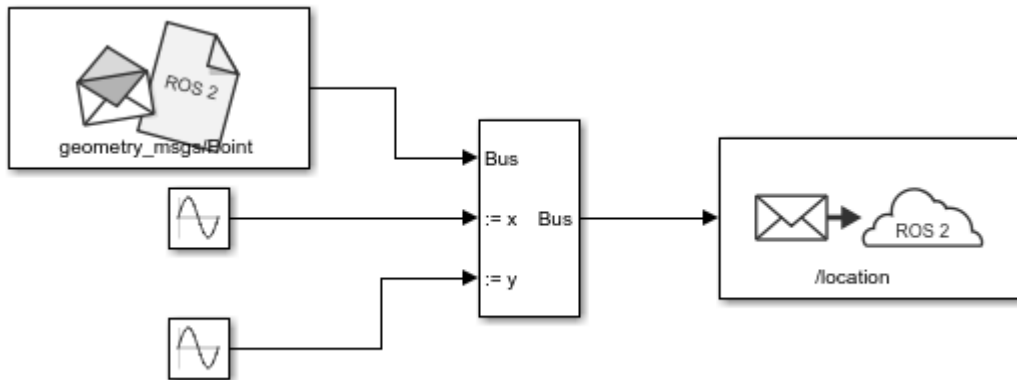 ROS 2
geometry_msgs/Point
Bus
:= x
Bus
:= y
ROS 2
/location